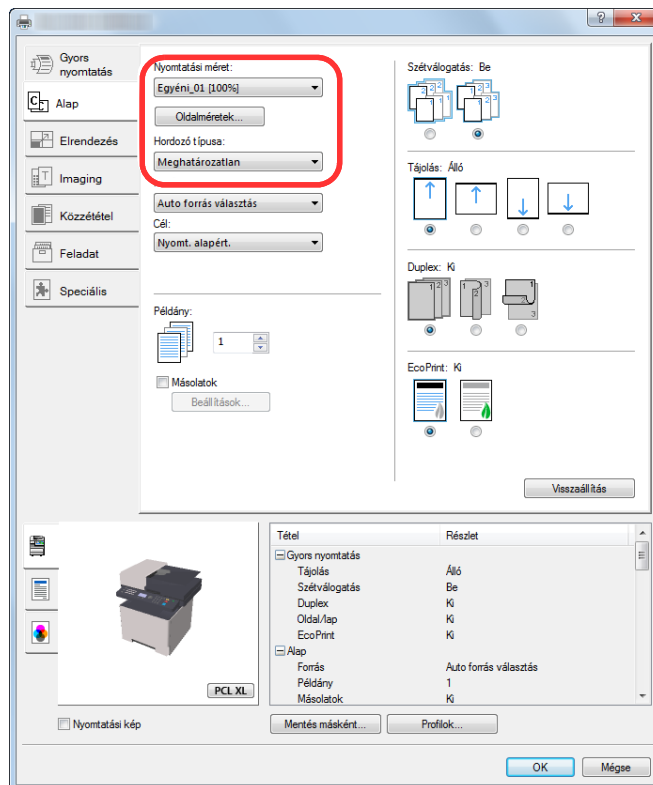 Gyors
nyomtatás
Alap
Elrendezés
Imaging
Közzététel
Feladat
Speciális
Nyomtatási méret:
Egyéni_01 [100%]
Oldalméretek...
Hordozó típusa:
Meghatározatlan
Auto forrás választás
Cél:
Nyomt. alapért.
Példány:
1
Másolatok
Beállítások...
Szétválogatás: Be
Tájolás: Álló
Duplex: Ki
EcoPrint: Ki
Visszaállítás
PCL XL
Nyomtatási kép
Tétel Részlet
Gyors nyomtatás
Tájolás Álló
Szétválogatás Be
Duplex Ki
Oldal/lap Ki
EcoPrint Ki
Alap
Forrás Auto forrás választás
Példány 1
Másolatok Ki
Mentés másként... Profilok...
OK Mégse